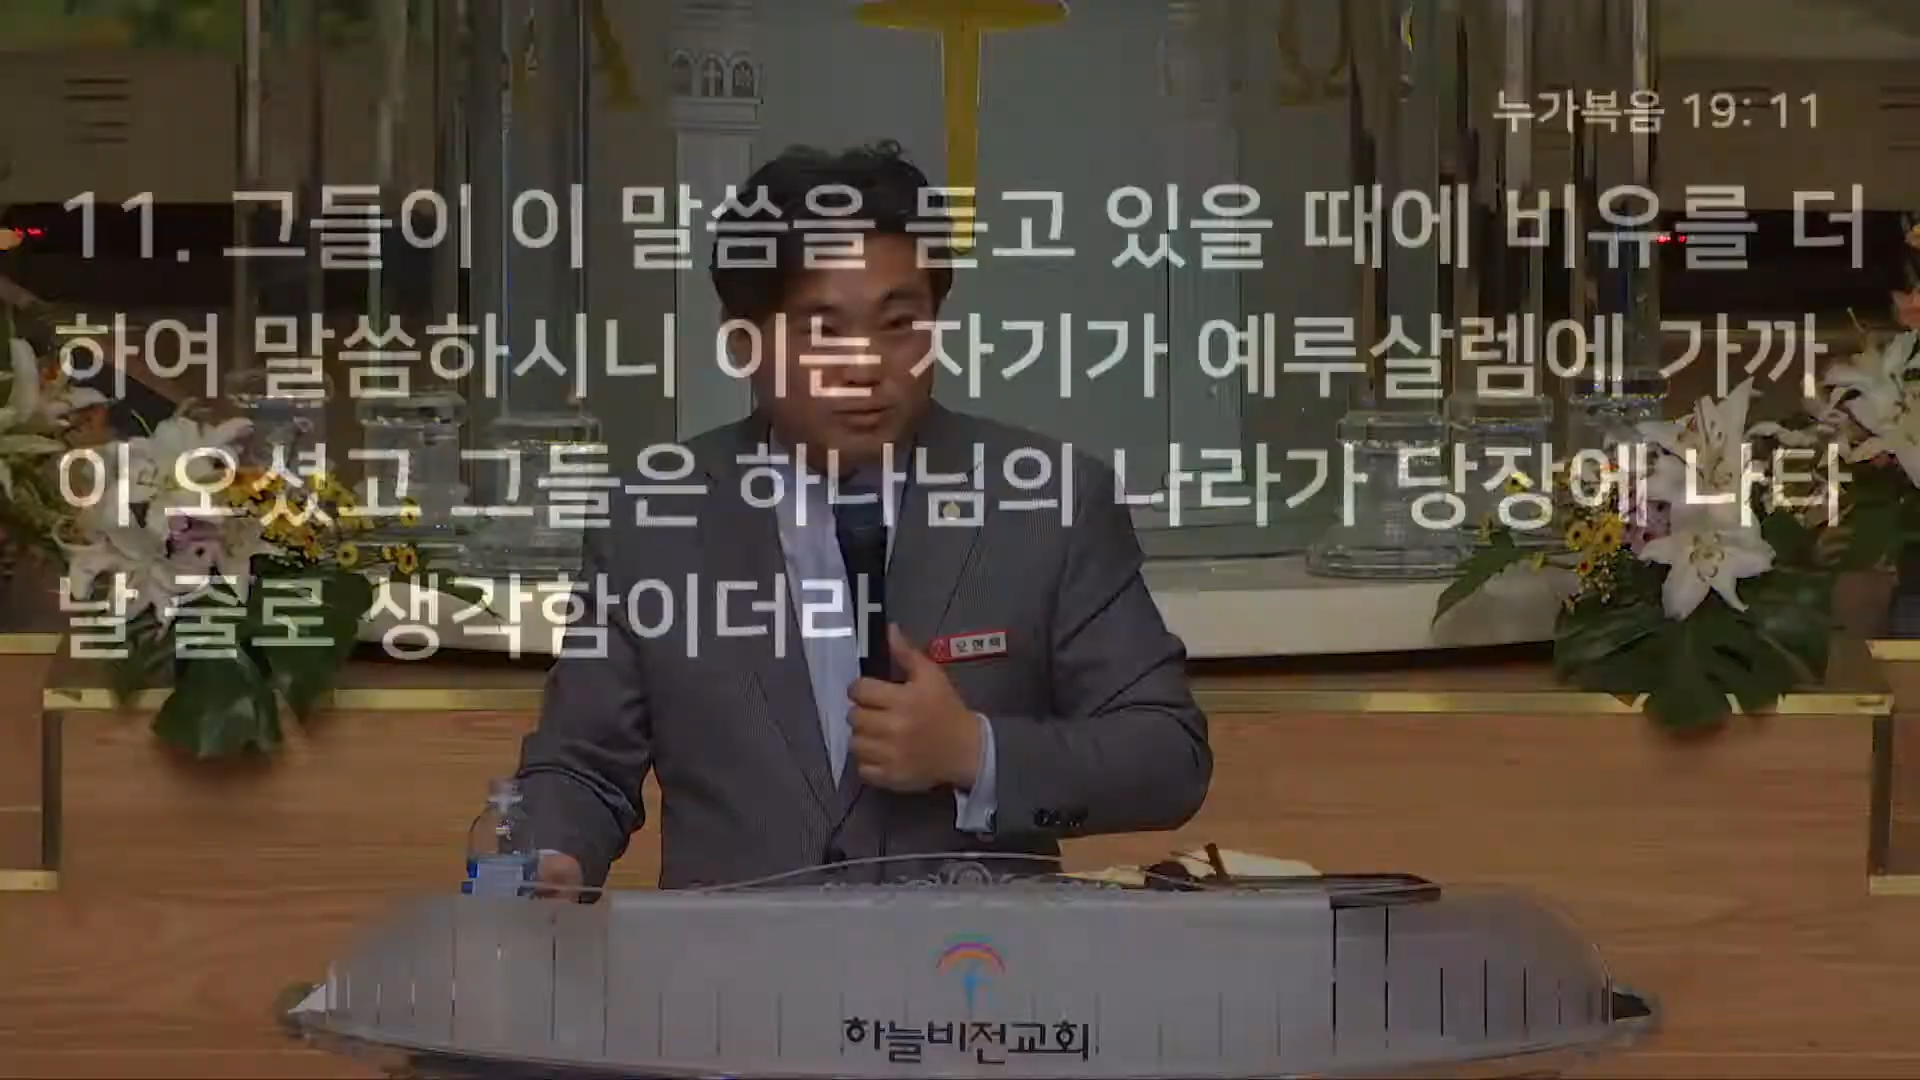 누가복음 19: 11
11. 그들이 이 말씀을 듣고 있을 때에 비유를 더
하여 말씀하시니 이는 자기가 예루살렘에 가까
이 오셨고 그들은 하나님의 나라가 당장에 나타
날 줄로 생각함이더라
하늘비전교회